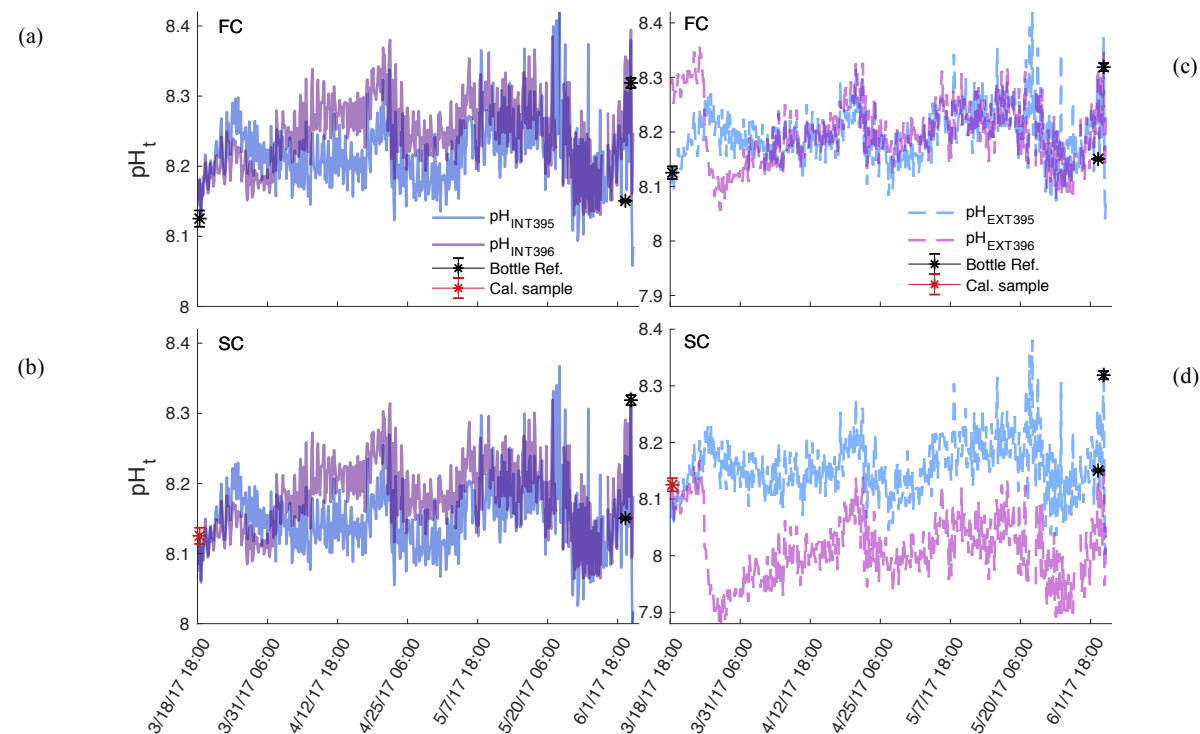 (a)
FC
8.4
8.3
8.2
8.1
8
pH_t
pH_INT395
pH_INT396
Bottle Ref.
Cal. sample
(c)
FC
8.4
8.3
8.2
8.1
8
7.9
pH_EXT395
pH_EXT396
Bottle Ref.
Cal. sample
(b)
SC
8.4
8.3
8.2
8.1
8
pH_t
3/18/17 18:00
3/31/17 06:00
4/12/17 18:00
4/25/17 06:00
5/7/17 18:00
5/20/17 06:00
6/1/17 18:00
(d)
SC
8.4
8.3
8.2
8.1
8
7.9
3/18/17 18:00
3/31/17 06:00
4/12/17 18:00
4/25/17 06:00
5/7/17 18:00
5/20/17 06:00
6/1/17 18:00